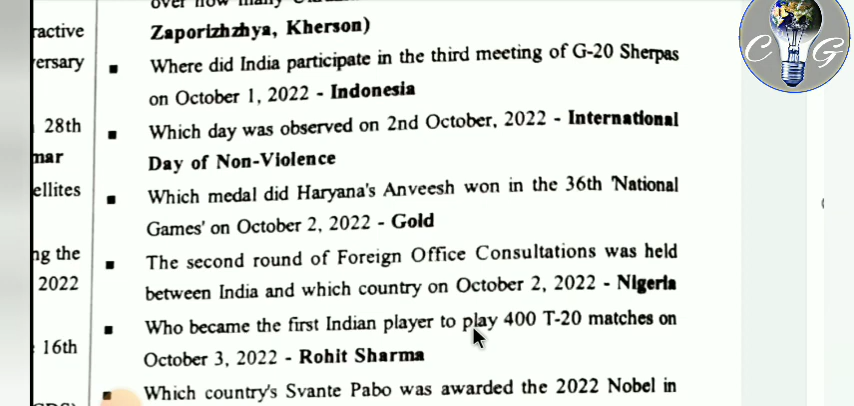 ractive
ersary
28th
mar
ellites
ng the
2022
16th
over how many
Zaporizhzhya, Kherson)
▪ Where did India participate in the third meeting of G-20 Sherpas
on October 1, 2022 - Indonesia
▪ Which day was observed on 2nd October, 2022 - International
Day of Non-Violence
▪ Which medal did Haryana's Anveesh won in the 36th 'National
Games' on October 2, 2022 - Gold
▪ The second round of Foreign Office Consultations was held
between India and which country on October 2, 2022 - Nigeria
▪ Who became the first Indian player to play 400 T-20 matches on
October 3, 2022 - Rohit Sharma
▪ Which country's Svante Pabo was awarded the 2022 Nobel in
C G